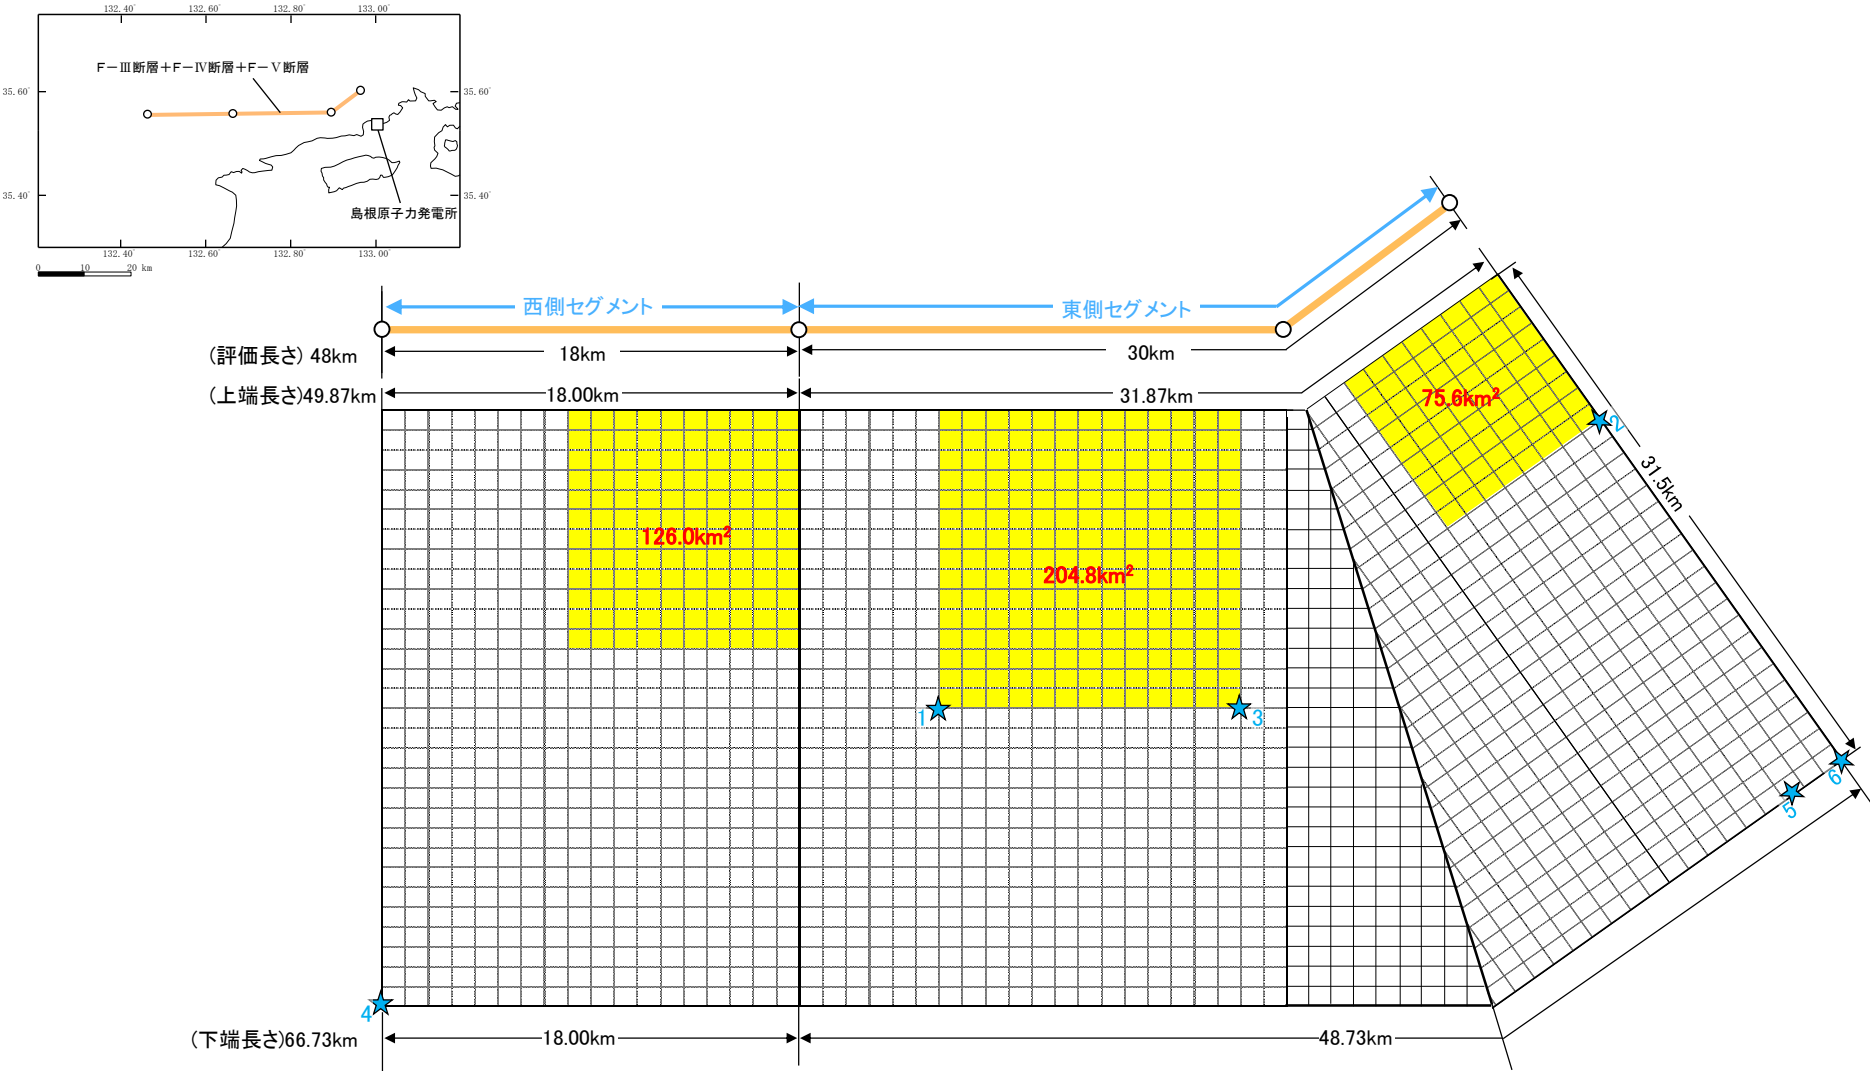 132.40° 132.60° 132.80° 133.00°
F－Ⅲ断層＋F－Ⅳ断層＋F－Ⅴ断層
35.60° 35.60°
35.40° 35.40°
島根原子力発電所
132.40° 132.60° 132.80° 133.00°
0 10 20 km
西側セグメント 東側セグメント
(評価長さ) 48km 18km 30km
(上端長さ)49.87km 18.00km 31.87km
75.6km²
2
31.5km
126.0km²
204.8km²
1 3
6
5
4
(下端長さ)66.73km 18.00km 48.73km